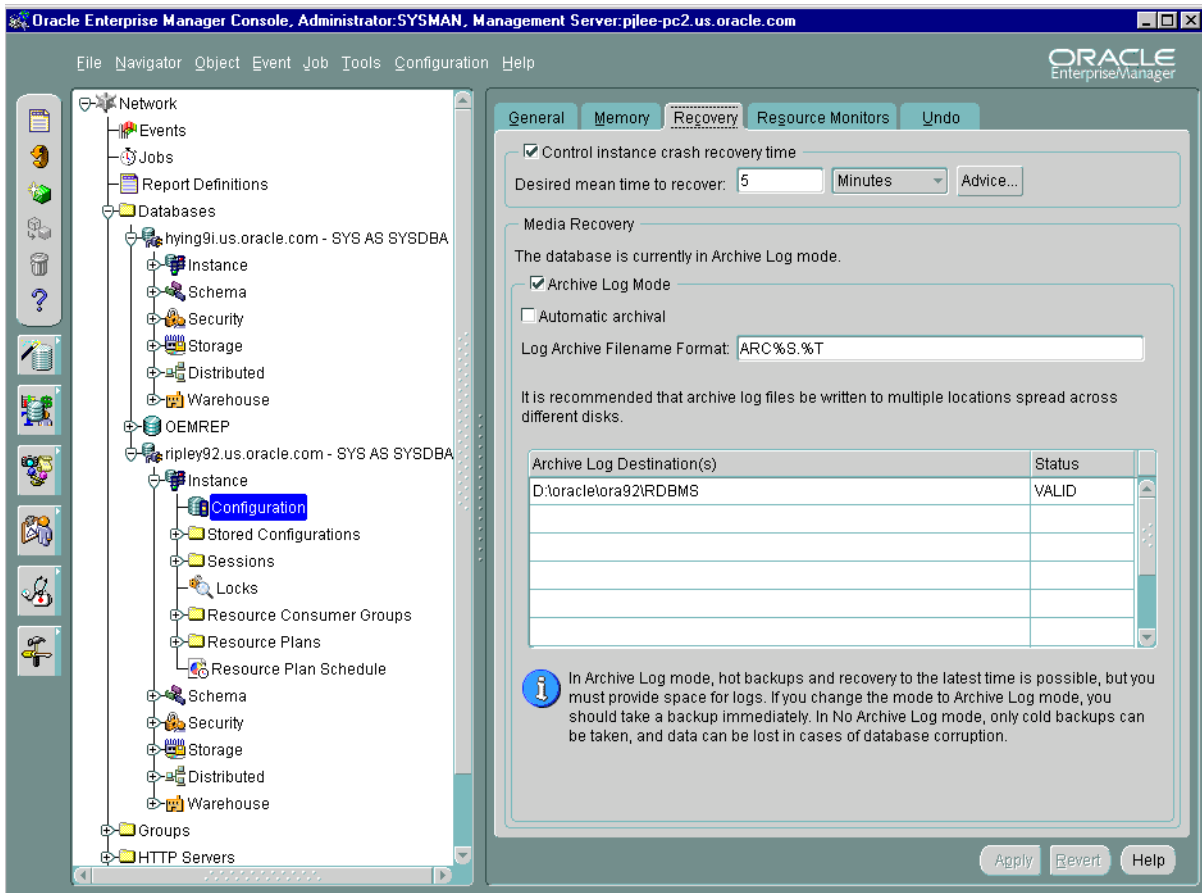 Oracle Enterprise Manager Console, Administrator:SYSMAN, Management Server:pjlee-pc2.us.oracle.com
File Navigator Object Event Job Tools Configuration Help
ORACLE
EnterpriseManager
Network
Events
Jobs
Report Definitions
Databases
hying9i.us.oracle.com - SYS AS SYSDBA
Instance
Schema
Security
Storage
Distributed
Warehouse
OEMREP
ripley92.us.oracle.com - SYS AS SYSDBA
Instance
Configuration
Stored Configurations
Sessions
Locks
Resource Consumer Groups
Resource Plans
Resource Plan Schedule
Schema
Security
Storage
Distributed
Warehouse
Groups
HTTP Servers
General Memory Recovery Resource Monitors Undo
Control instance crash recovery time
Desired mean time to recover: 5 Minutes Advice...
Media Recovery
The database is currently in Archive Log mode.
Archive Log Mode
Automatic archival
Log Archive Filename Format: ARC%S.%T
It is recommended that archive log files be written to multiple locations spread across
different disks.
Archive Log Destination(s) Status
D:\oracle\ora92\RDBMS VALID
In Archive Log mode, hot backups and recovery to the latest time is possible, but you
must provide space for logs. If you change the mode to Archive Log mode, you
should take a backup immediately. In No Archive Log mode, only cold backups can
be taken, and data can be lost in cases of database corruption.
Apply Revert Help